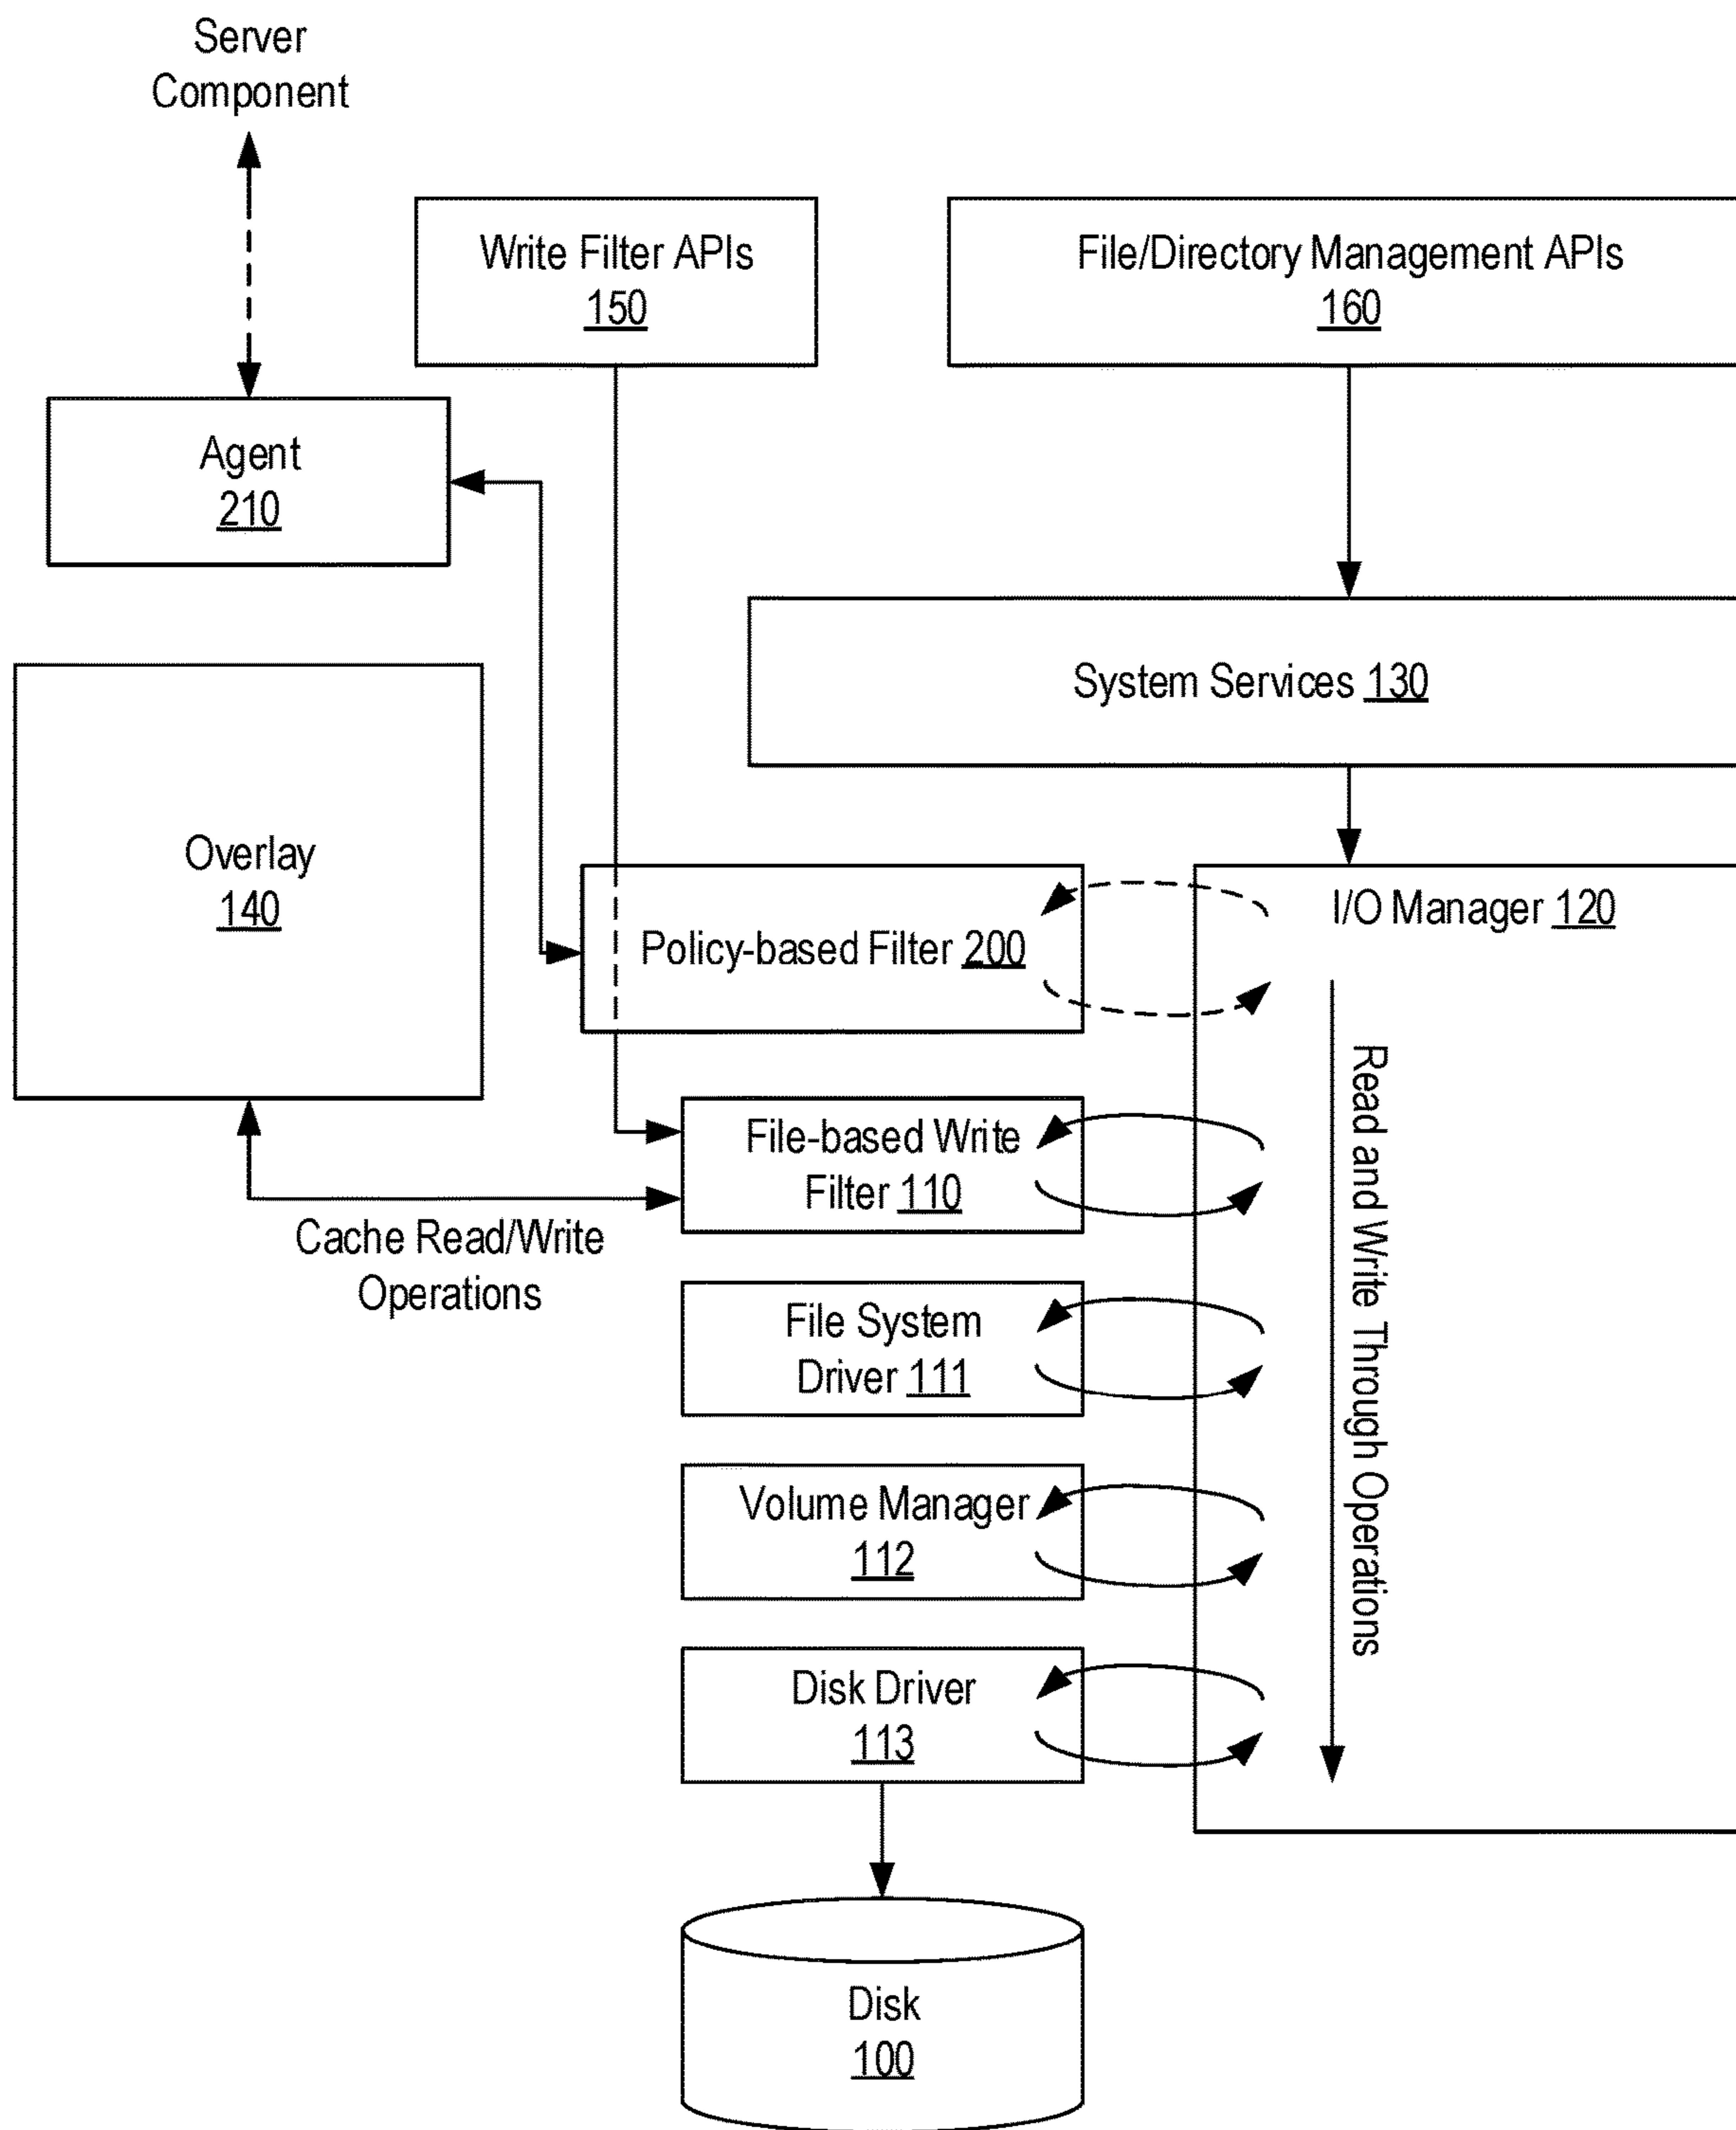 Server
Component
Write Filter APIs
150
File/Directory Management APIs
160
Agent
210
System Services 130
Overlay
140
Policy-based Filter 200
I/O Manager 120
File-based Write
Filter 110
Cache Read/Write
Operations
Read and Write Through Operations
File System
Driver 111
Volume Manager
112
Disk Driver
113
Disk
100